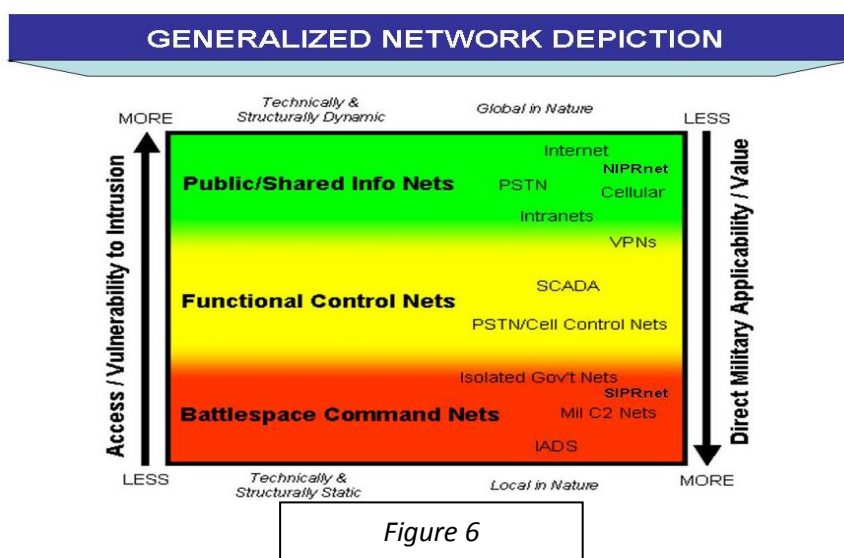 GENERALIZED NETWORK DEPICTION
MORE
Technically &
Structurally Dynamic
Global in Nature
LESS
Access / Vulnerability to Intrusion
Public/Shared Info Nets
Internet
NIPRnet
PSTN
Cellular
Intranets
VPNs
Functional Control Nets
SCADA
PSTN/Cell Control Nets
Isolated Gov't Nets
SIPRnet
Battlespace Command Nets
Mil C2 Nets
IADS
Direct Military Applicability / Value
LESS
Technically &
Structurally Static
Local in Nature
MORE
Figure 6